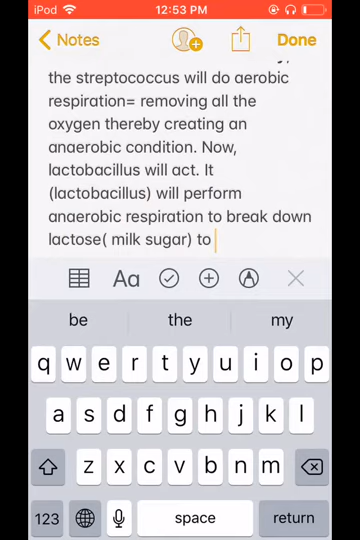 iPod 12:53 PM
Notes Done
the streptococcus will do aerobic
respiration= removing all the
oxygen thereby creating an
anaerobic condition. Now,
lactobacillus will act. It
(lactobacillus) will perform
anaerobic respiration to break down
lactose( milk sugar) to
Aa
be the my
q w e r t y u i o p
a s d f g h j k l
z x c v b n m
123 space return